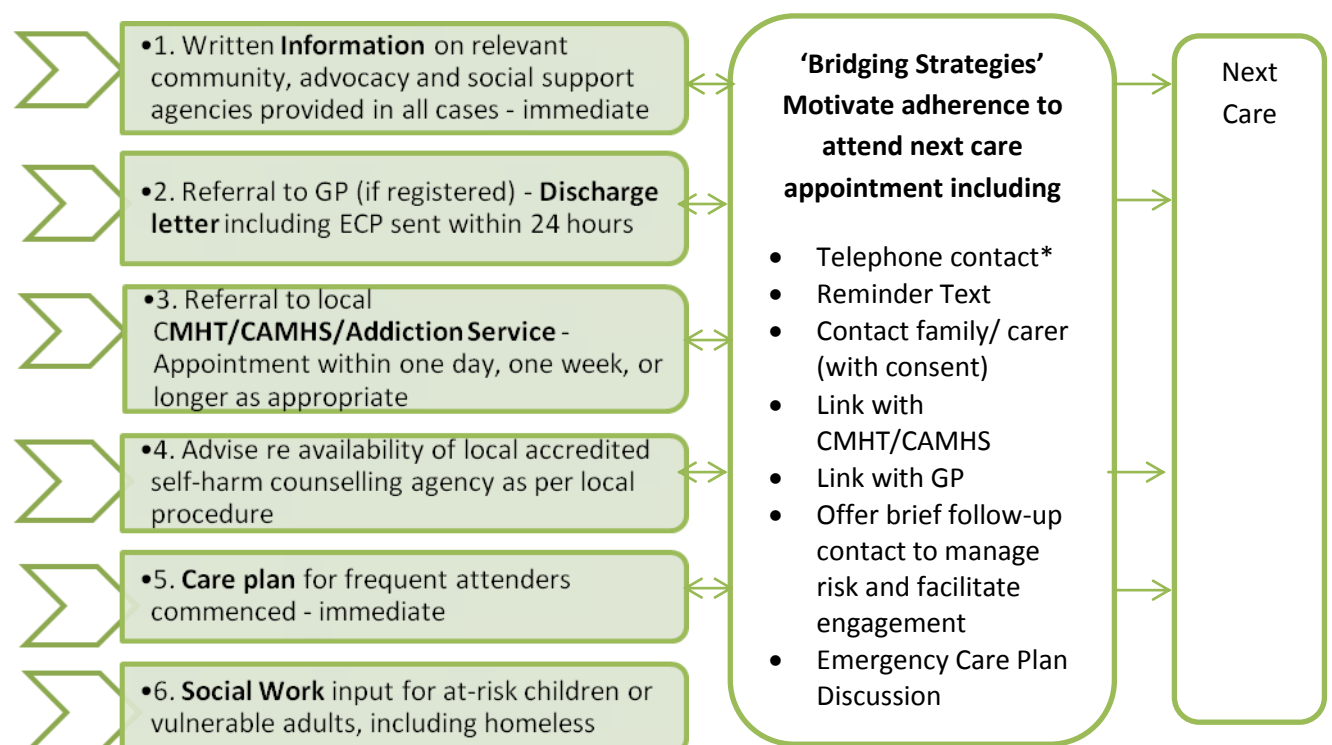 •1. Written Information on relevant
community, advocacy and social support
agencies provided in all cases - immediate
•2. Referral to GP (if registered) - Discharge
letter including ECP sent within 24 hours
•3. Referral to local
CMHT/CAMHS/Addiction Service -
Appointment within one day, one week, or
longer as appropriate
•4. Advise re availability of local accredited
self-harm counselling agency as per local
procedure
•5. Care plan for frequent attenders
commenced - immediate
•6. Social Work input for at-risk children or
vulnerable adults, including homeless
‘Bridging Strategies’
Motivate adherence to
attend next care
appointment including
• Telephone contact*
• Reminder Text
• Contact family/ carer
(with consent)
• Link with
CMHT/CAMHS
• Link with GP
• Offer brief follow-up
contact to manage
risk and facilitate
engagement
• Emergency Care Plan
Discussion
Next
Care